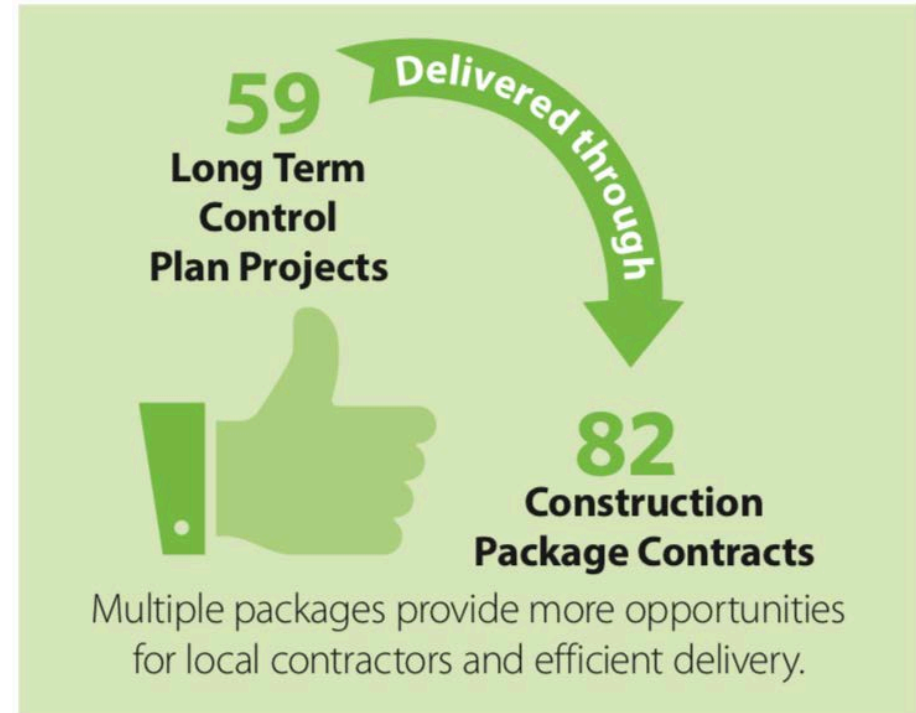 59
Long Term
Control
Plan Projects
Delivered through
82
Construction
Package Contracts
Multiple packages provide more opportunities
for local contractors and efficient delivery.